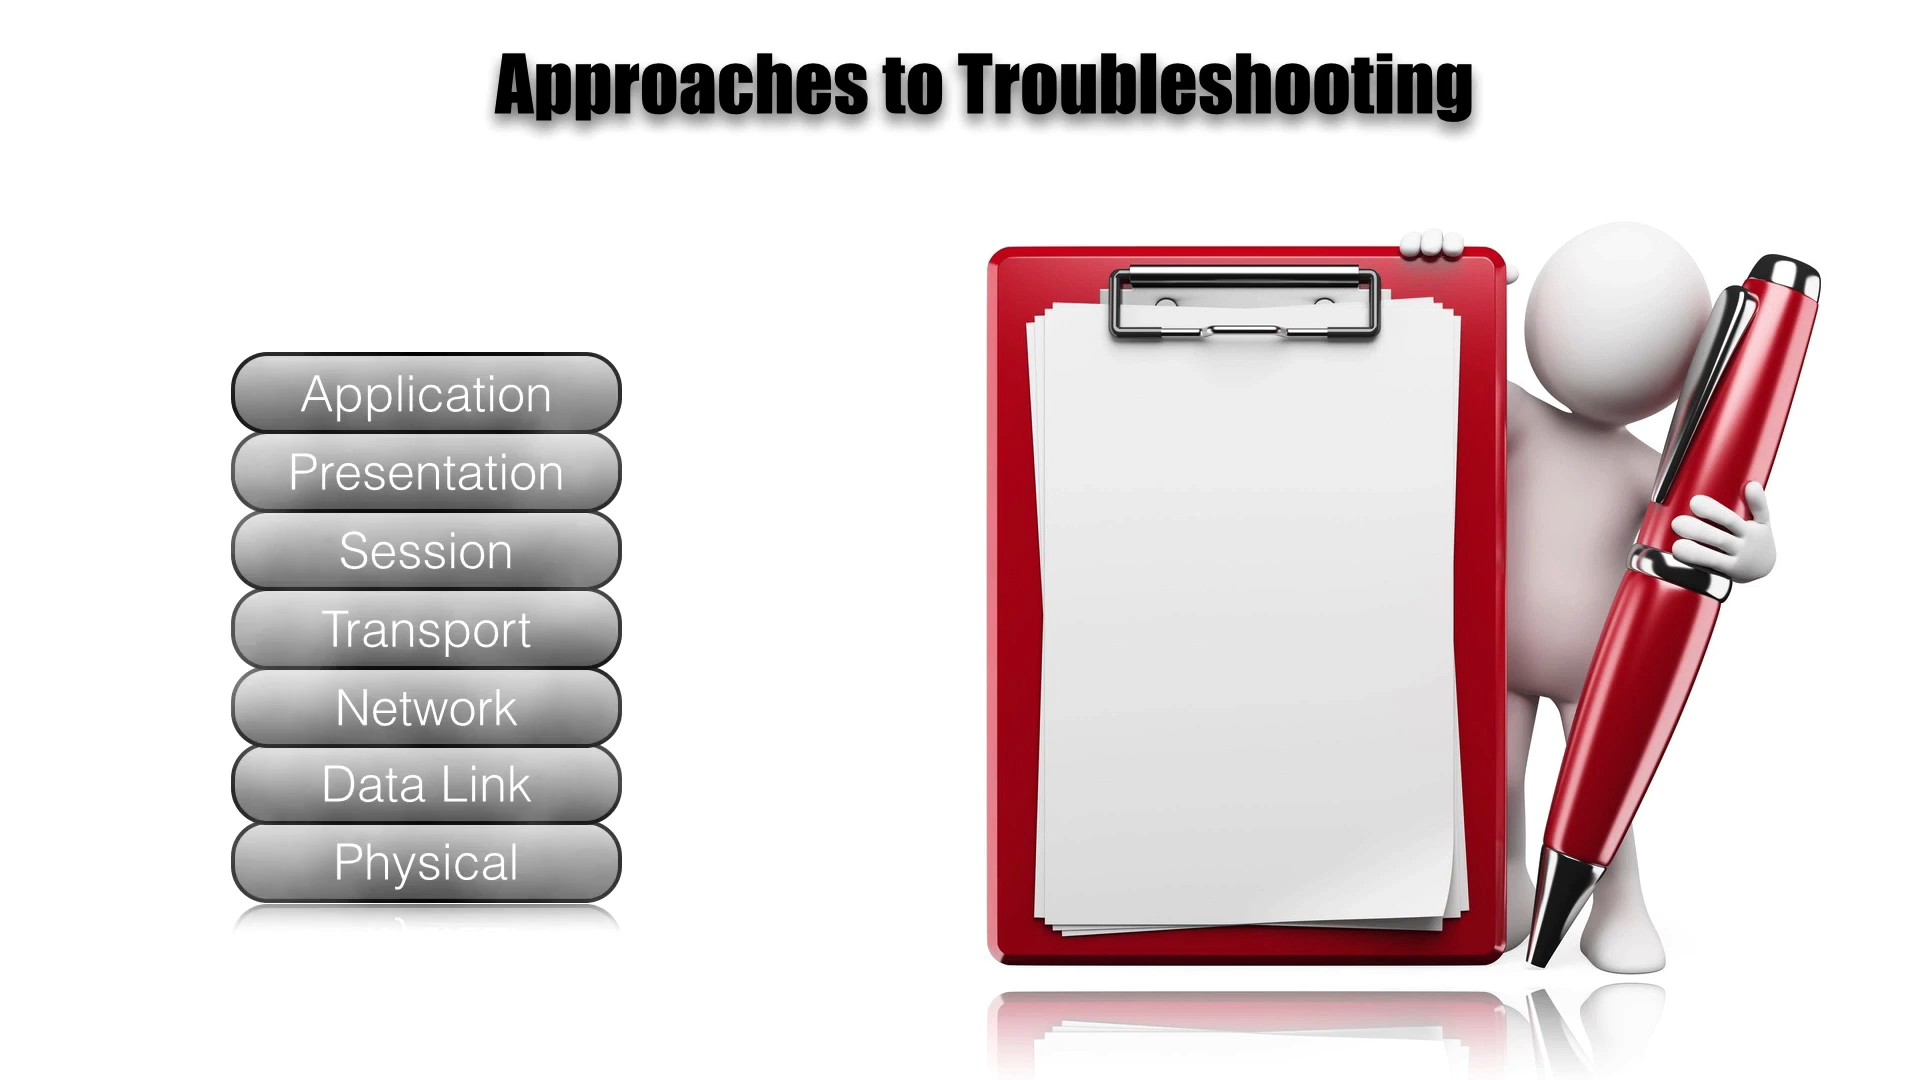 Approaches to Troubleshooting
Application
Presentation
Session
Transport
Network
Data Link
Physical